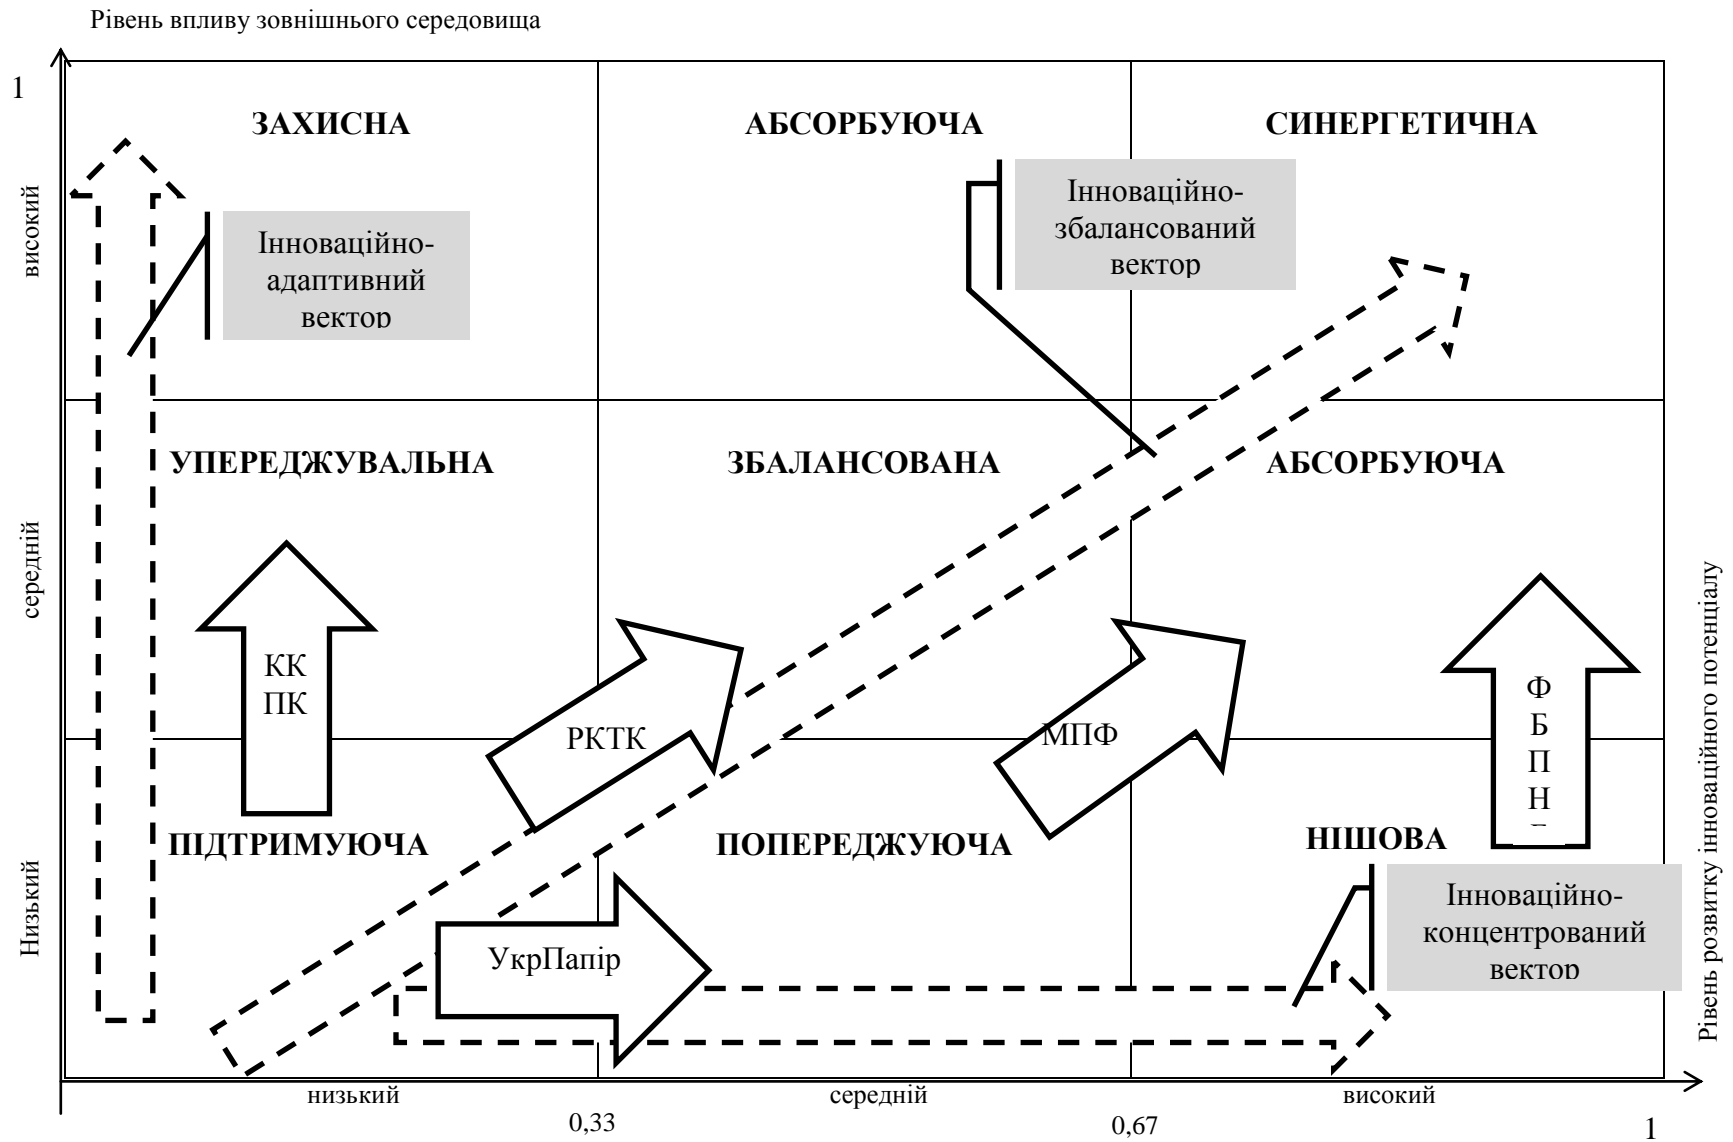 Рівень впливу зовнішнього середовища
1
ЗАХИСНА
АБСОРБУЮЧА
СИНЕРГЕТИЧНА
високий
Інноваційно-
адаптивний
вектор
Інноваційно-
збалансований
вектор
УПЕРЕДЖУВАЛЬНА
ЗБАЛАНСОВАНА
АБСОРБУЮЧА
середній
КК
ПК
РКТК
МПФ
Ф
Б
П
Н
Рівень розвитку інноваційного потенціалу
ПІДТРИМУЮЧА
ПОПЕРЕДЖУЮЧА
НІШОВА
Низький
УкрПапір
Інноваційно-
концентрований
вектор
низький
середній
високий
0,33
0,67
1